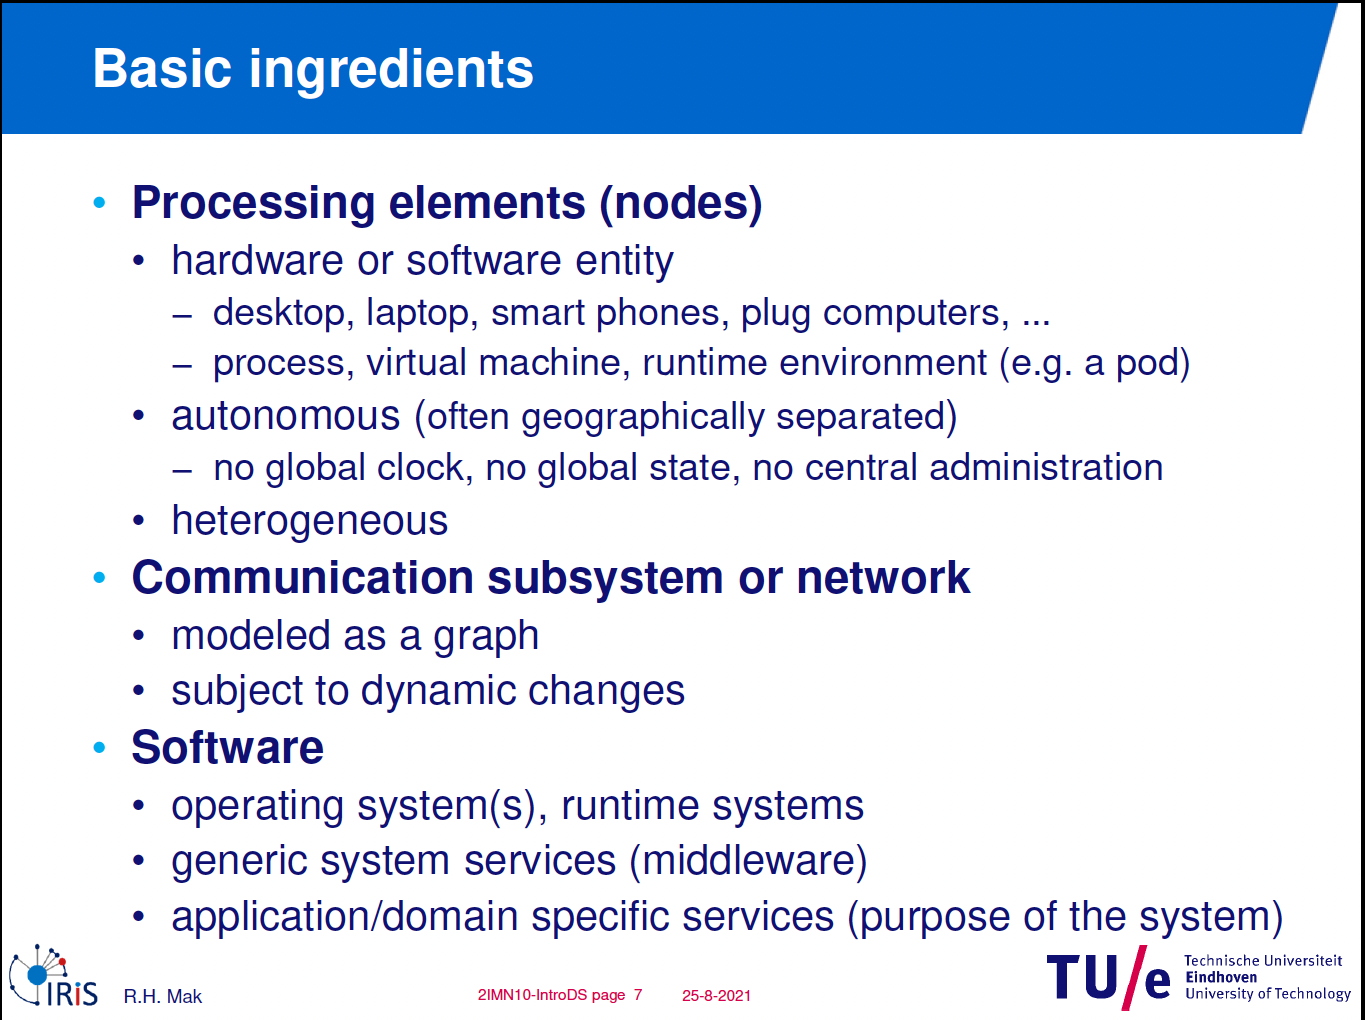 Basic ingredients
• Processing elements (nodes)
• hardware or software entity
– desktop, laptop, smart phones, plug computers, ...
– process, virtual machine, runtime environment (e.g. a pod)
• autonomous (often geographically separated)
– no global clock, no global state, no central administration
• heterogeneous
• Communication subsystem or network
• modeled as a graph
• subject to dynamic changes
• Software
• operating system(s), runtime systems
• generic system services (middleware)
• application/domain specific services (purpose of the system)
IRiS
R.H. Mak
2IMN10-IntroDS page 7
25-8-2021
TU/e
Technische Universiteit
Eindhoven
University of Technology